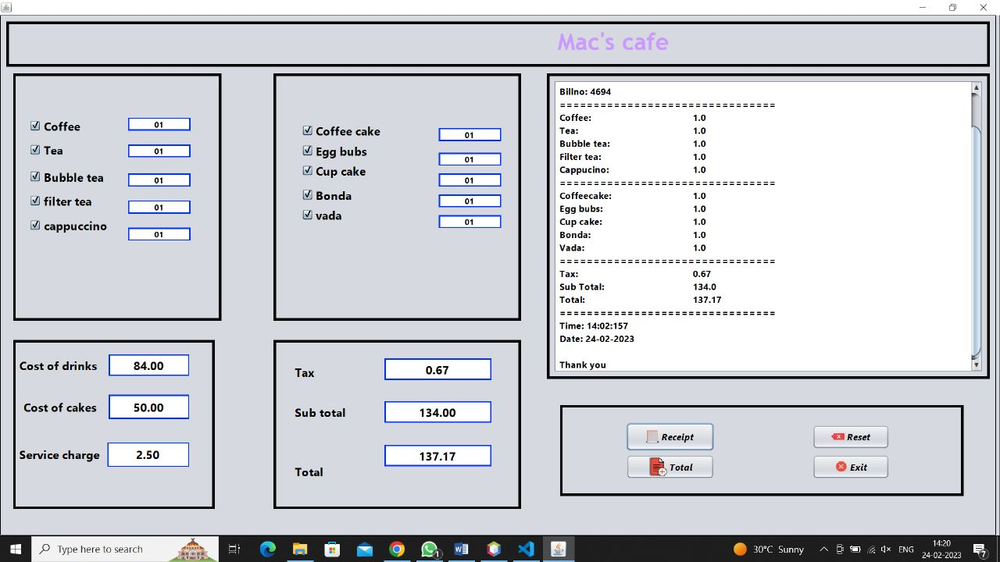 Mac's cafe
Coffee 01
Tea 01
Bubble tea 01
filter tea 01
cappuccino 01
Coffee cake 01
Egg bubs 01
Cup cake 01
Bonda 01
vada 01
Billno: 4694
=================================
Coffee: 1.0
Tea: 1.0
Bubble tea: 1.0
Filter tea: 1.0
Cappucino: 1.0
=================================
Coffeecake: 1.0
Egg bubs: 1.0
Cup cake: 1.0
Bonda: 1.0
Vada: 1.0
=================================
Tax: 0.67
Sub Total: 134.0
Total: 137.17
=================================
Time: 14:02:157
Date: 24-02-2023
Thank you
Cost of drinks 84.00
Cost of cakes 50.00
Service charge 2.50
Tax 0.67
Sub total 134.00
137.17
Total
Receipt Reset
Total Exit
Type here to search
1
W
30°C Sunny
ENG
14:20
24-02-2023
7